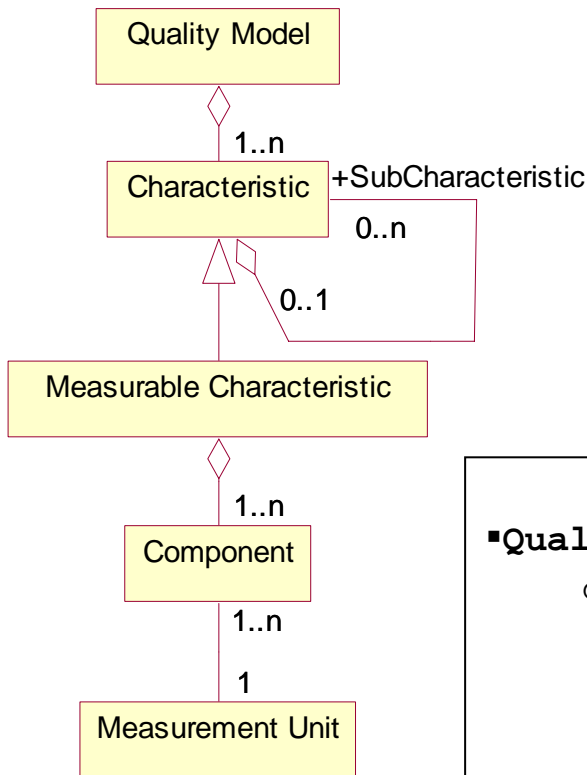 Quality Model
1..n
Characteristic
+SubCharacteristic
0..n
0..1
Measurable Characteristic
1..n
Component
▪Qual
1..n
1
Measurement Unit